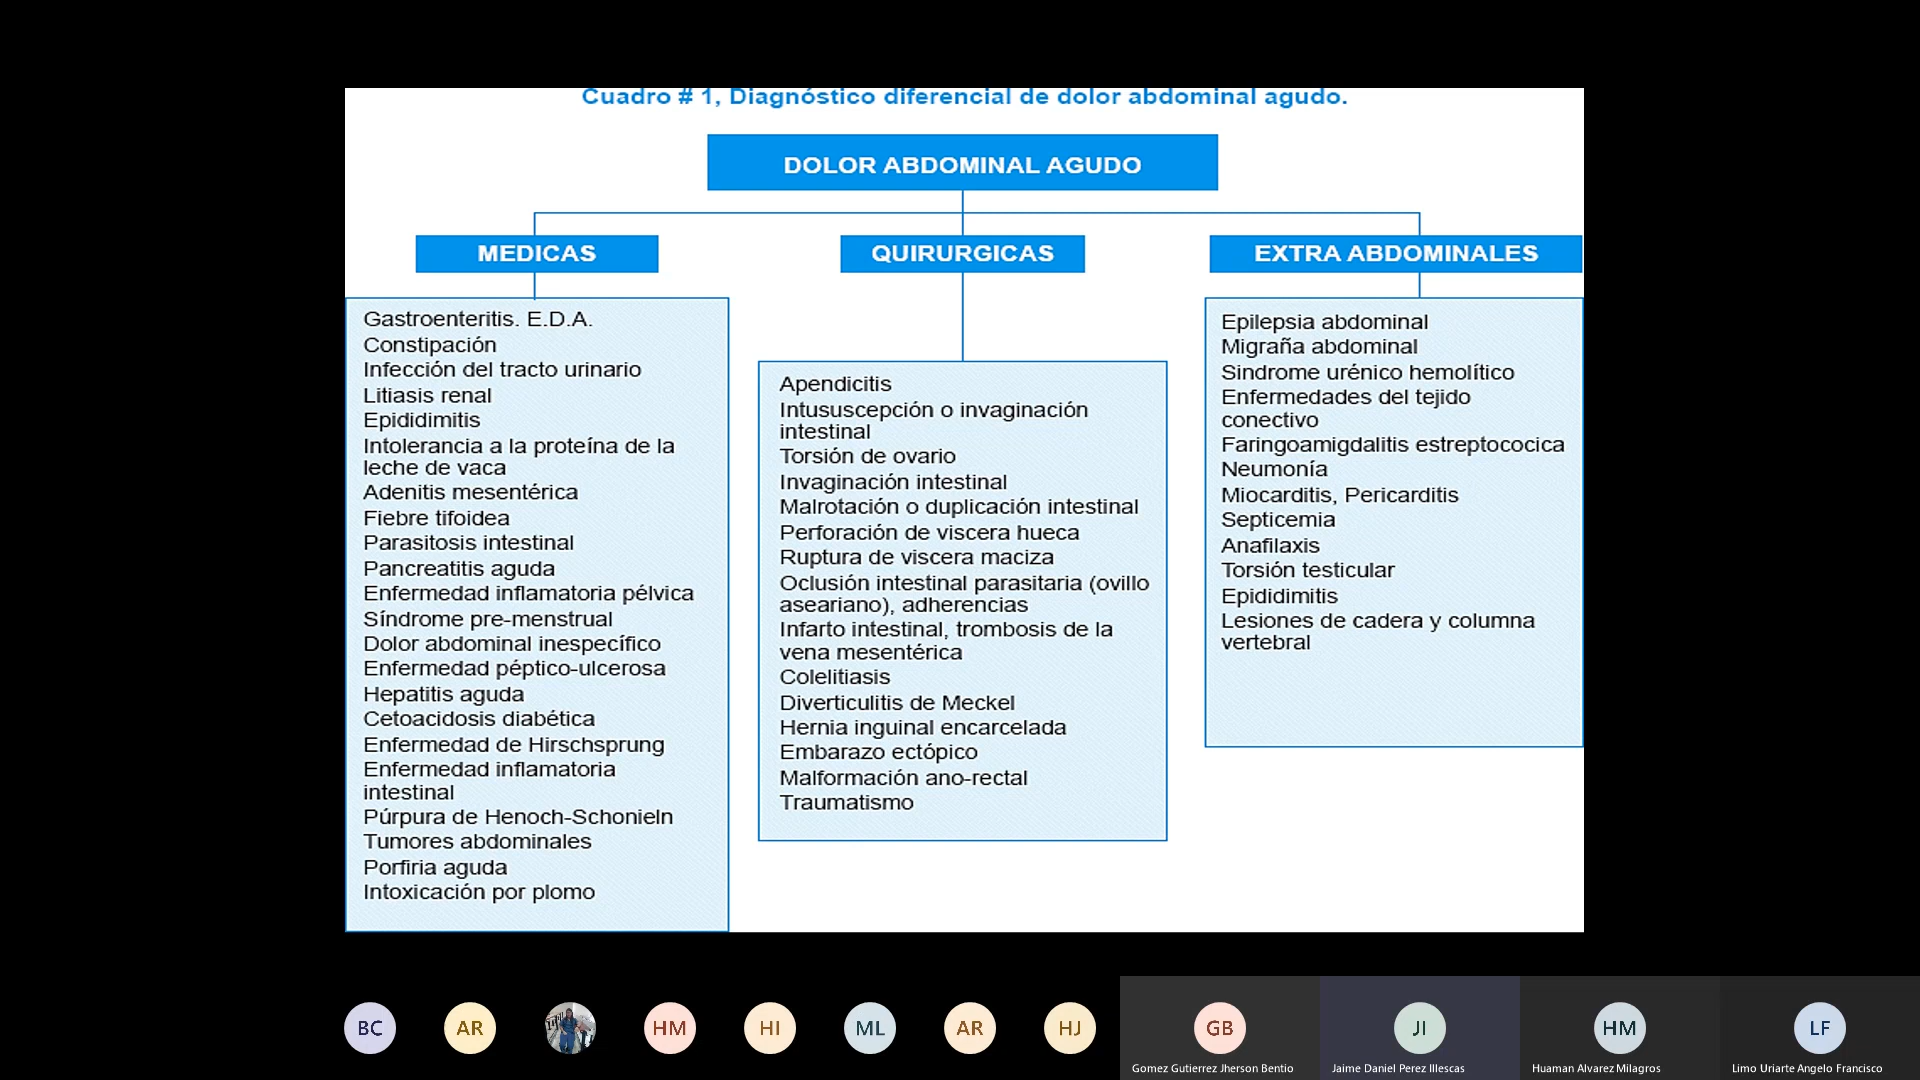 Cuadro # 1, Diagnóstico diferencial de dolor abdominal agudo.
DOLOR ABDOMINAL AGUDO
MEDICAS
Gastroenteritis. E.D.A.
Constipación
Infección del tracto urinario
Litiasis renal
Epididimitis
Intolerancia a la proteína de la
leche de vaca
Adenitis mesentérica
Fiebre tifoidea
Parasitosis intestinal
Pancreatitis aguda
Enfermedad inflamatoria pélvica
Síndrome pre-menstrual
Dolor abdominal inespecífico
Enfermedad péptico-ulcerosa
Hepatitis aguda
Cetoacidosis diabética
Enfermedad de Hirschsprung
Enfermedad inflamatoria
intestinal
Púrpura de Henoch-Schonieln
Tumores abdominales
Porfiria aguda
Intoxicación por plomo
QUIRURGICAS
Apendicitis
Intususcepción o invaginación
intestinal
Torsión de ovario
Invaginación intestinal
Malrotación o duplicación intestinal
Perforación de viscera hueca
Ruptura de viscera maciza
Oclusión intestinal parasitaria (ovillo
aseariano), adherencias
Infarto intestinal, trombosis de la
vena mesentérica
Colelitiasis
Diverticulitis de Meckel
Hernia inguinal encarcelada
Embarazo ectópico
Malformación ano-rectal
Traumatismo
EXTRA ABDOMINALES
Epilepsia abdominal
Migraña abdominal
Sindrome urénico hemolítico
Enfermedades del tejido
conectivo
Faringoamigdalitis estreptococica
Neumonía
Miocarditis, Pericarditis
Septicemia
Anafilaxis
Torsión testicular
Epididimitis
Lesiones de cadera y columna
vertebral
BC
AR
HM
HI
ML
AR
HJ
GB
JI
HM
LF
Gomez Gutierrez Jherson Bentio
Jaime Daniel Perez Illescas
Huaman Alvarez Milagros
Limo Uriarte Angelo Francisco